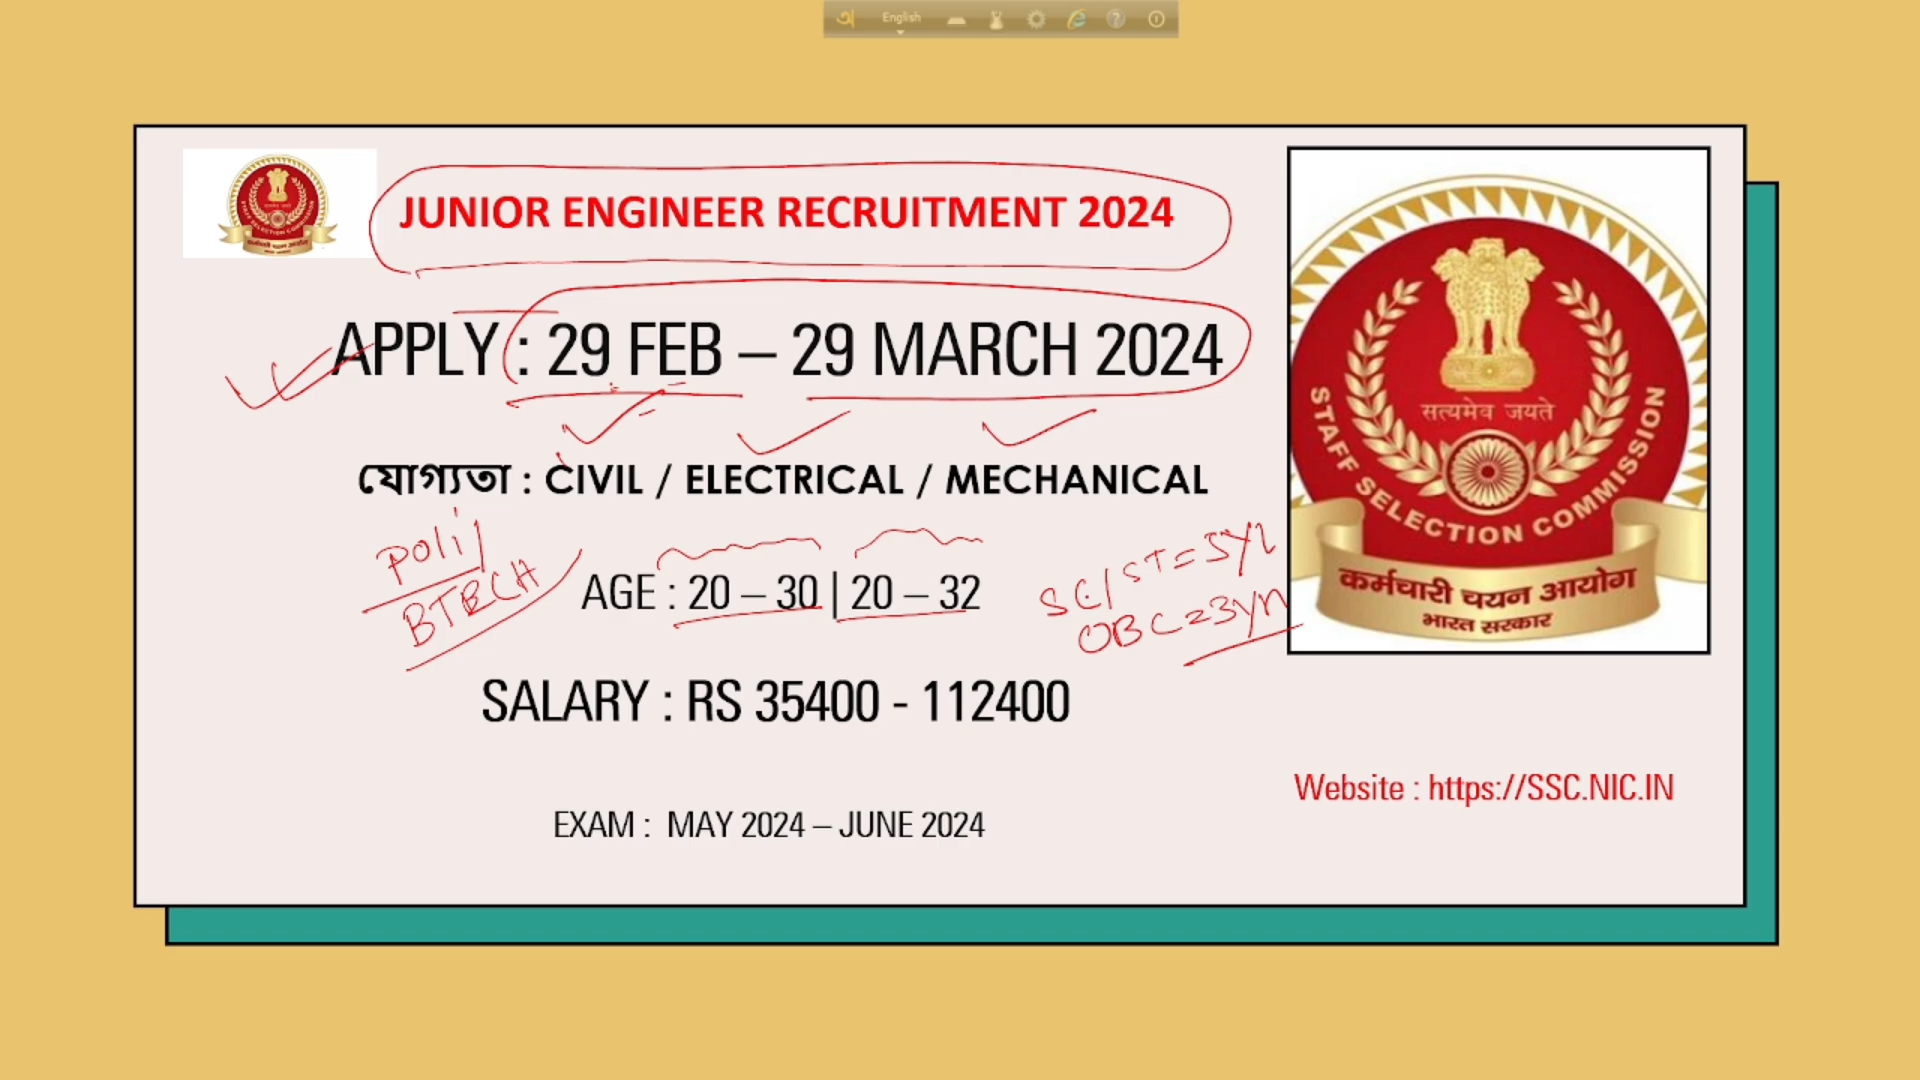 English
JUNIOR ENGINEER RECRUITMENT 2024
APPLY : 29 FEB – 29 MARCH 2024
যোগ্যতা : CIVIL / ELECTRICAL / MECHANICAL
Poli/
BTECH
AGE : 20 – 30 | 20 – 32
SC/ST = 5yr
OBC = 3yr
SALARY : RS 35400 - 112400
EXAM : MAY 2024 – JUNE 2024
सत्यमेव जयते
STAFF SELECTION COMMISSION
कर्मचारी चयन आयोग
भारत सरकार
Website : https://SSC.NIC.IN